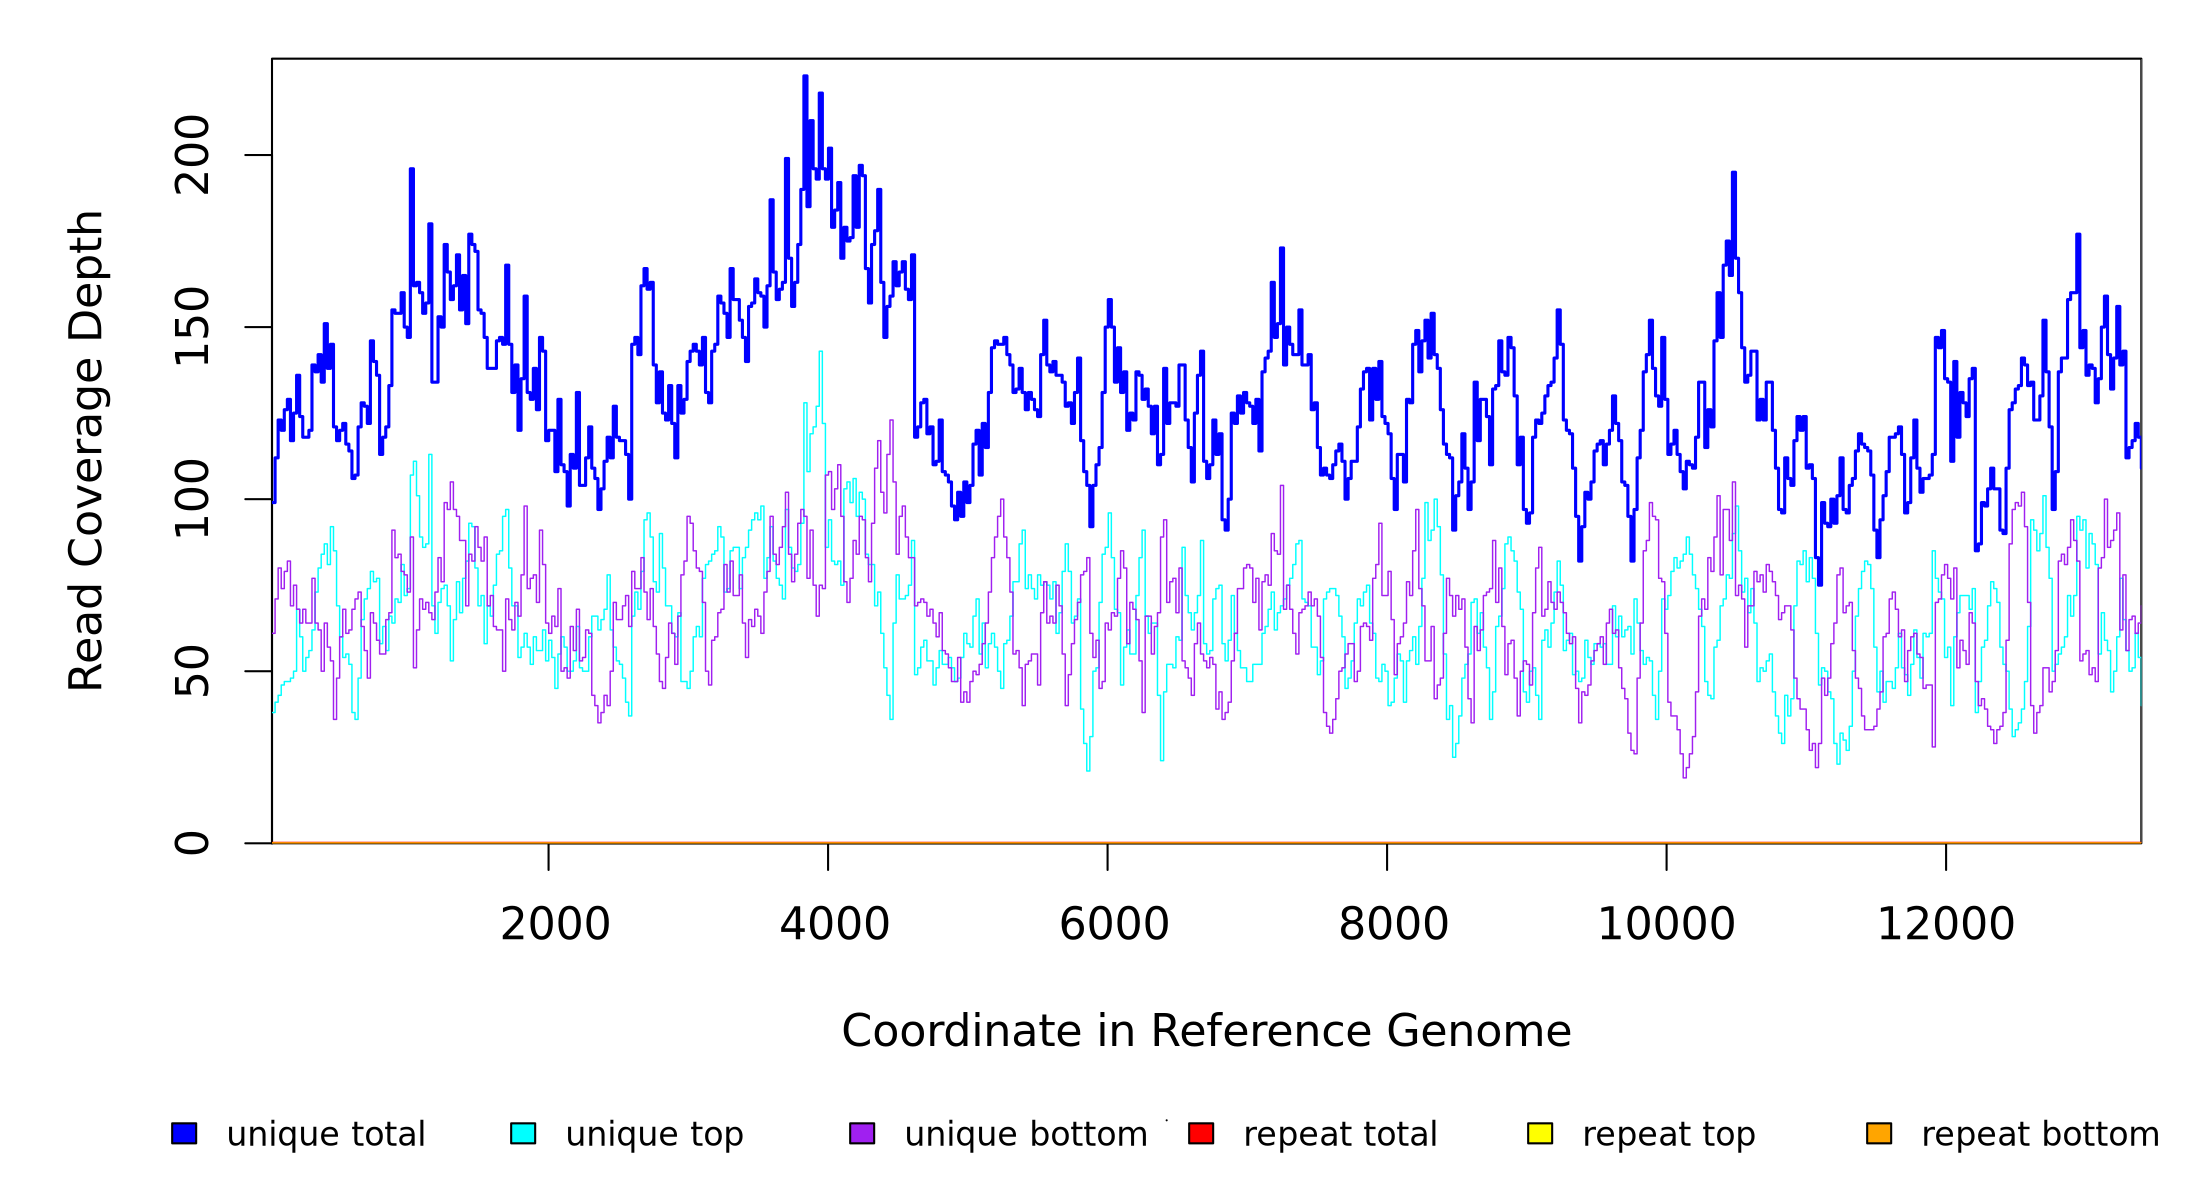 Read Coverage Depth
200
150
100
50
0
2000 4000 6000 8000 10000 12000
Coordinate in Reference Genome
unique total unique top unique bottom repeat total repeat top repeat bottom